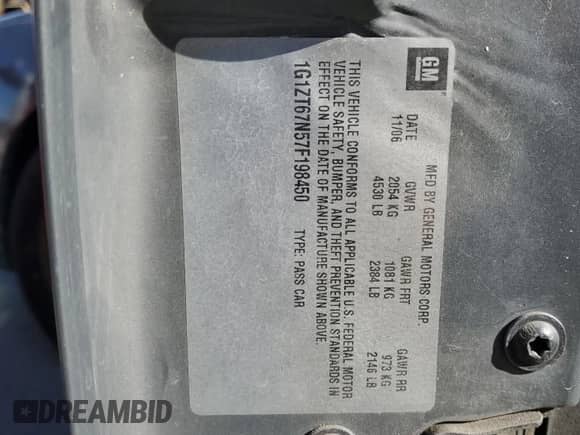 GM
MFD BY GENERAL MOTORS CORP.
DATE GVWR GAWR FRT GAWR RR
11/06 2054 KG 1081 KG 973 KG
4530 LB 2384 LB 2146 LB
THIS VEHICLE CONFORMS TO ALL APPLICABLE U.S. FEDERAL MOTOR
VEHICLE SAFETY, BUMPER, AND THEFT PREVENTION STANDARDS IN
EFFECT ON THE DATE OF MANUFACTURE SHOWN ABOVE.
1G1ZT67N57F198450 TYPE: PASS CAR
DREAMBID